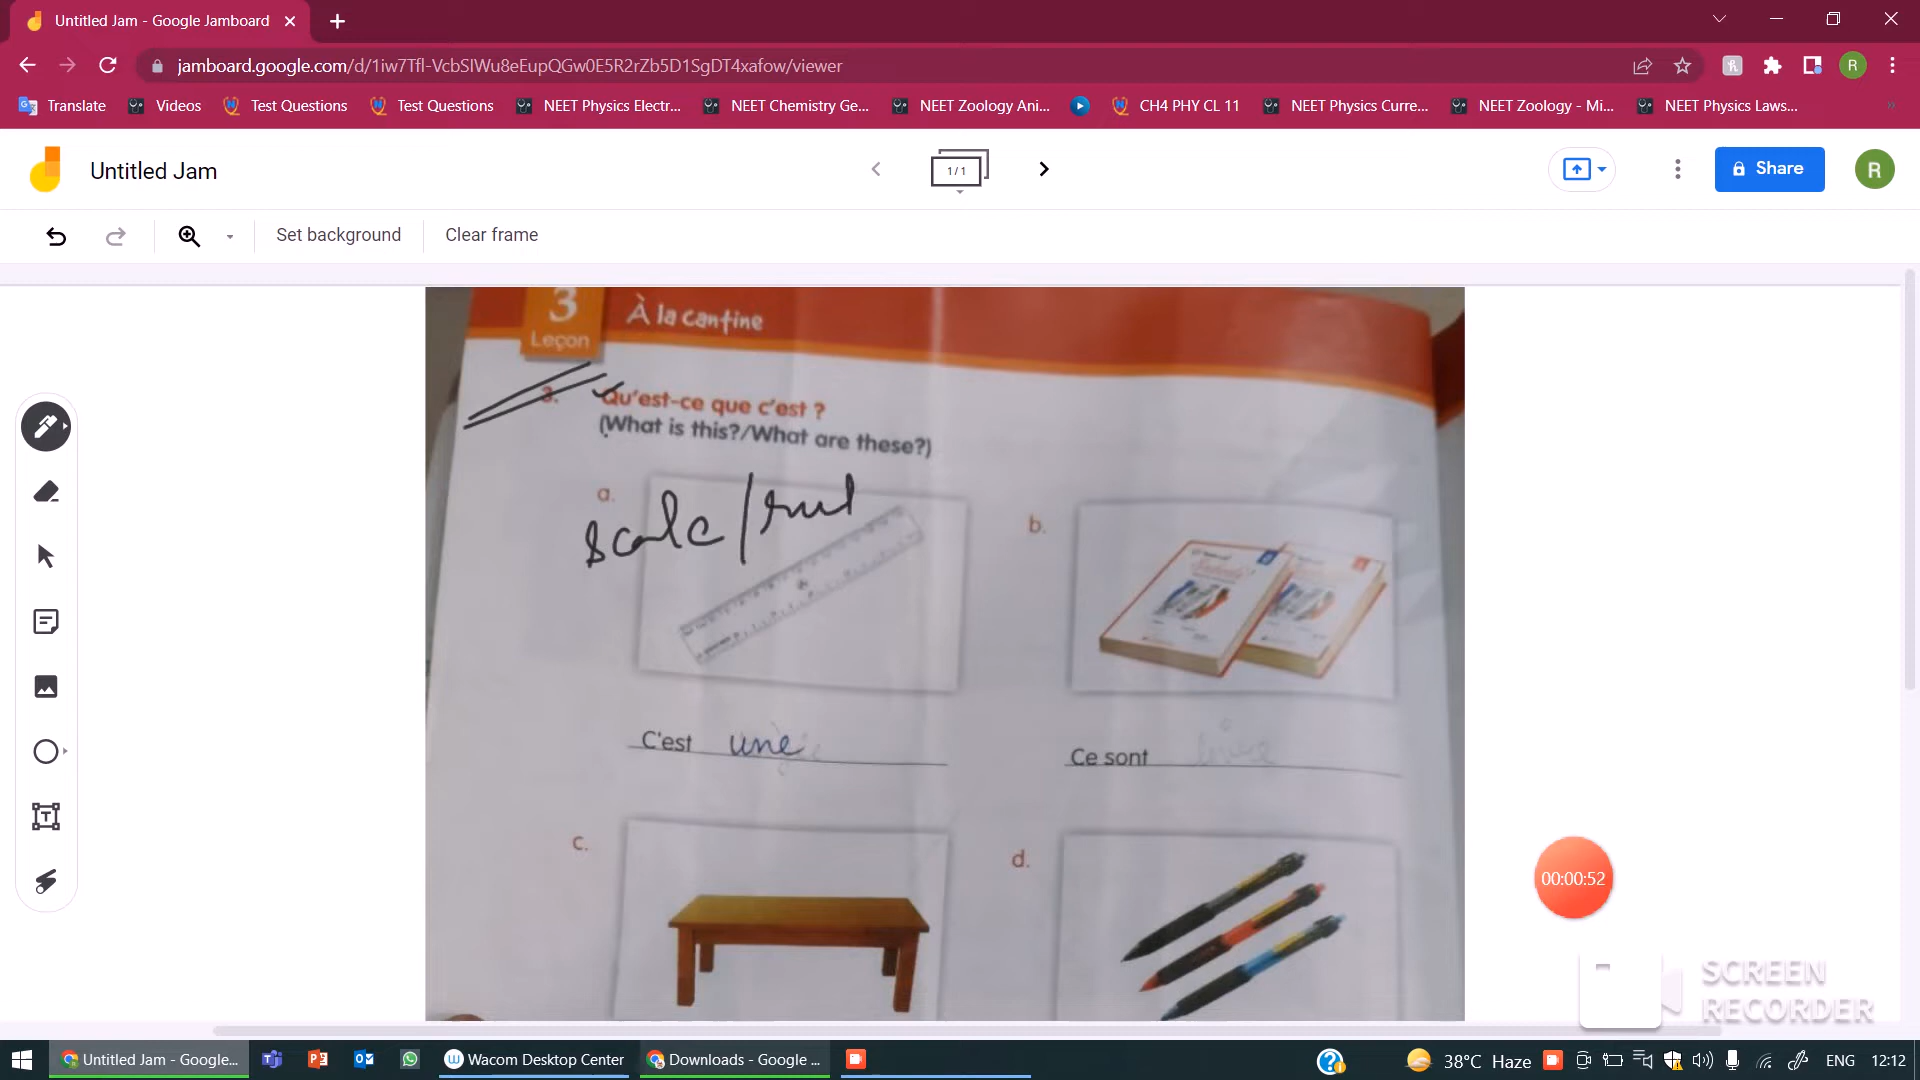 Untitled Jam - Google Jamboard
jamboard.google.com/d/1iw7Tfl-VcbSIWu8eEupQGw0E5R2rZb5D1SgDT4xafow/viewer
R
Translate Videos Test Questions Test Questions NEET Physics Electr... NEET Chemistry Ge... NEET Zoology Ani... CH4 PHY CL 11 NEET Physics Curre... NEET Zoology - Mi... NEET Physics Laws...
Untitled Jam
1 / 1
Share
R
Set background Clear frame
3
Leçon
À la cantine
3. Qu'est-ce que c'est ?
(What is this?/What are these?)
a.
scale/rul
b.
C'est une
Ce sont
c.
d.
00:00:52
SCREEN
RECORDER
Untitled Jam - Google...
Wacom Desktop Center
Downloads - Google ...
38°C Haze
ENG
12:12